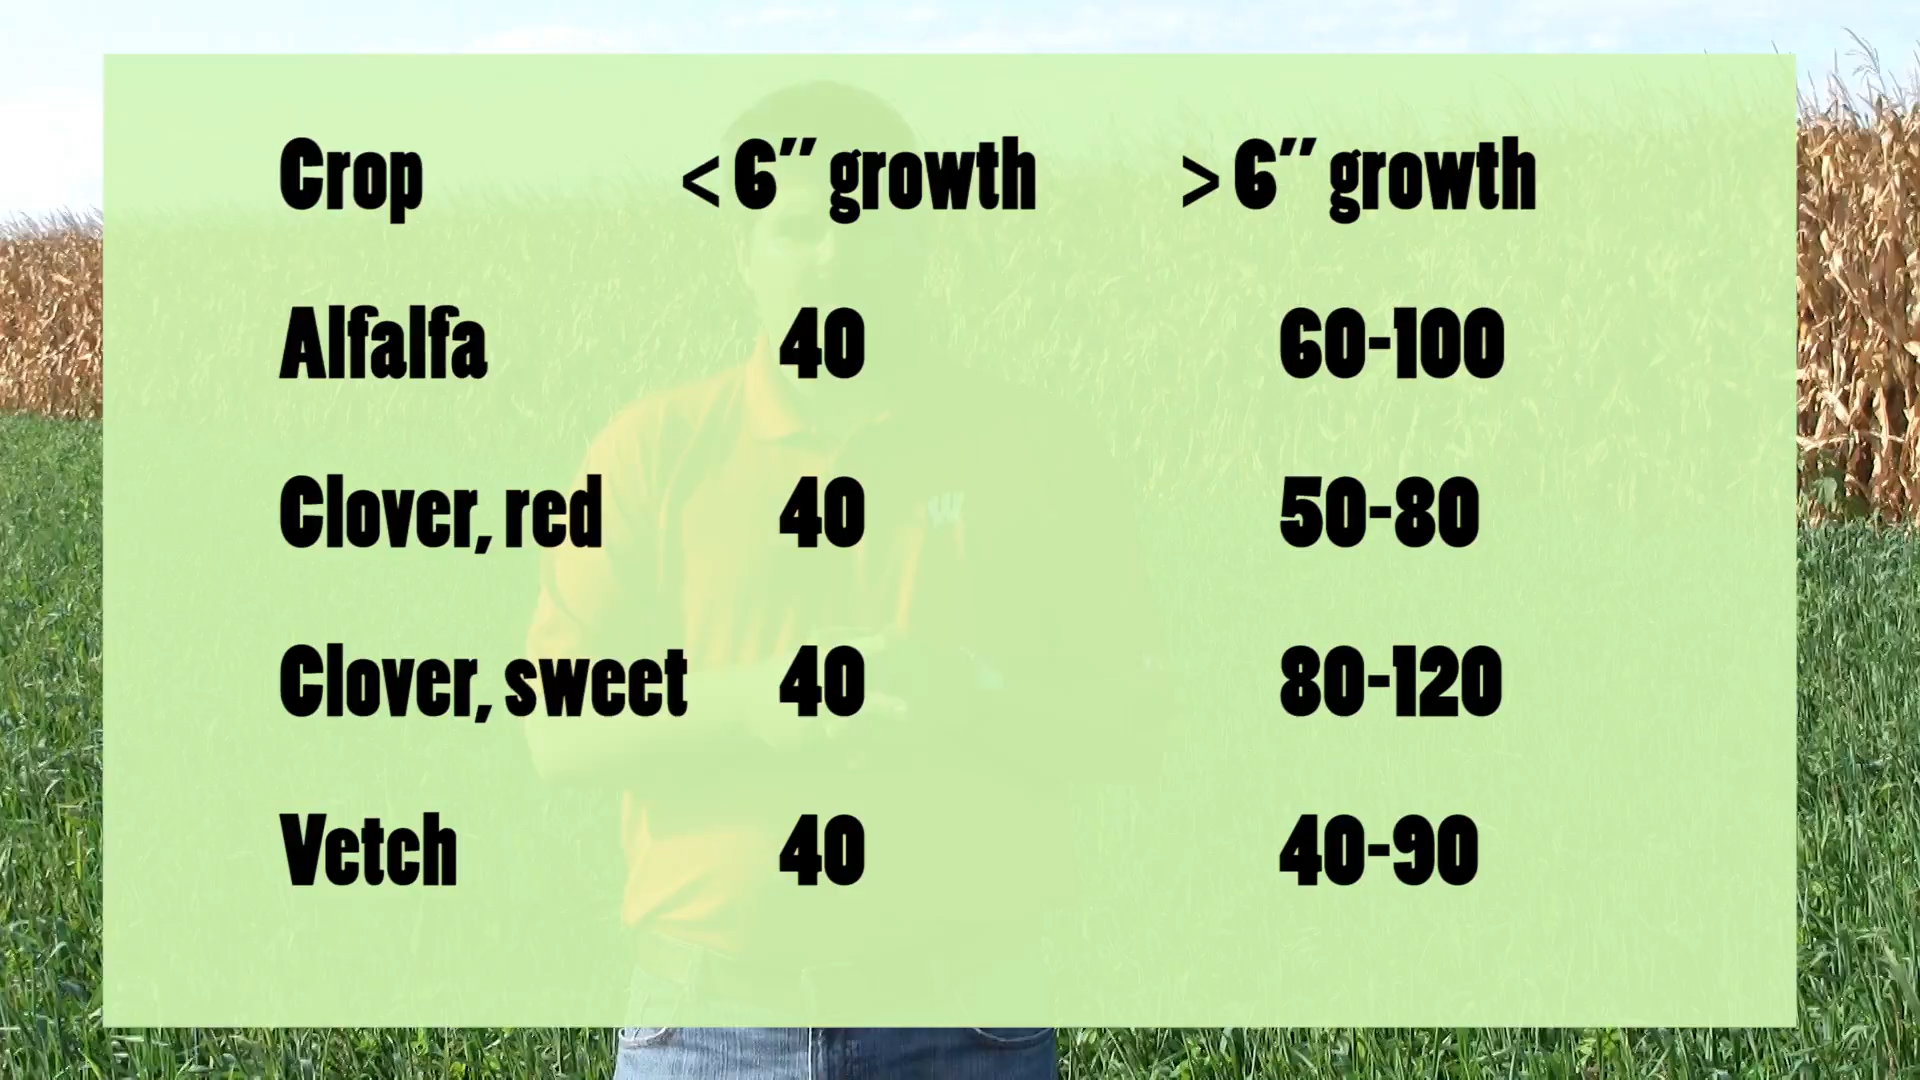 Crop < 6" growth > 6" growth
Alfalfa 40 60-100
Clover, red 40 50-80
Clover, sweet 40 80-120
Vetch 40 40-90